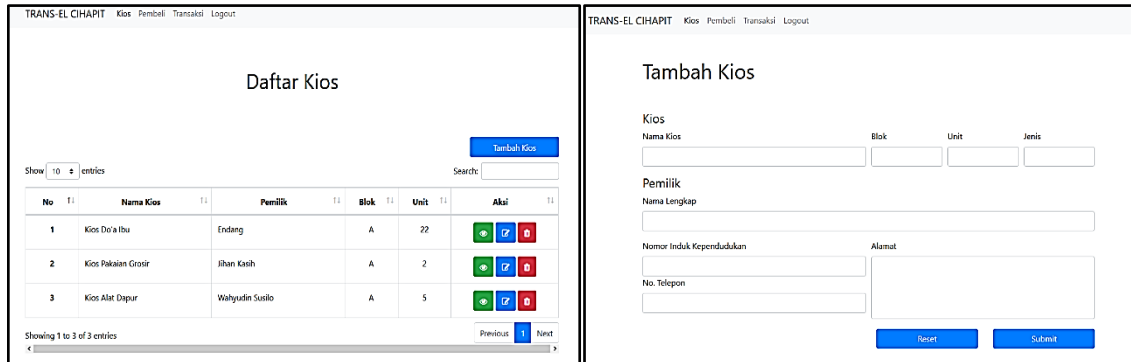 TRANS-EL CIHAPIT Kios Pembeli Transaksi Logout
Daftar Kios
Tambah Kios
Show 10 entries Search:
No Nama Kios Pemilik Blok Unit Aksi
1 Kios Do'a Ibu Endang A 22
2 Kios Pakaian Grosir Jihan Kasih A 2
3 Kios Alat Dapur Wahyudin Susilo A 5
Showing 1 to 3 of 3 entries Previous 1 Next
TRANS-EL CIHAPIT Kios Pembeli Transaksi Logout
Tambah Kios
Kios
Nama Kios Blok Unit Jenis
Pemilik
Nama Lengkap
Nomor Induk Kependudukan Alamat
No. Telepon
Reset Submit